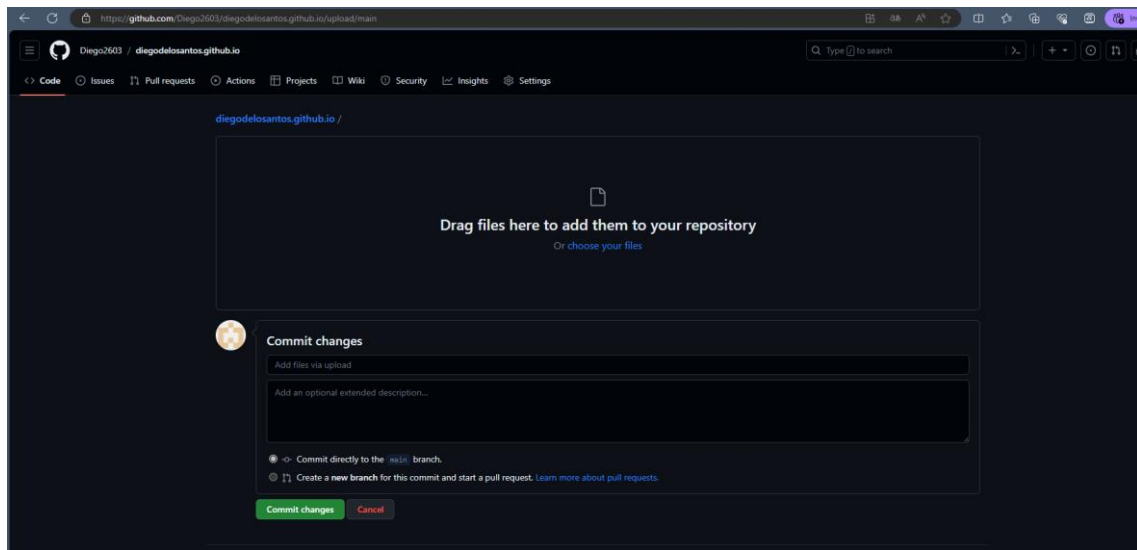 https://github.com/Diego2603/diegodelosantos.github.io/upload/main
Diego2603 / diegodelosantos.github.io
Type / to search
<> Code Issues Pull requests Actions Projects Wiki Security Insights Settings
diegodelosantos.github.io /
Drag files here to add them to your repository
Or choose your files
Commit changes
Add files via upload
Add an optional extended description...
Commit directly to the main branch.
Create a new branch for this commit and start a pull request. Learn more about pull requests.
Commit changes Cancel